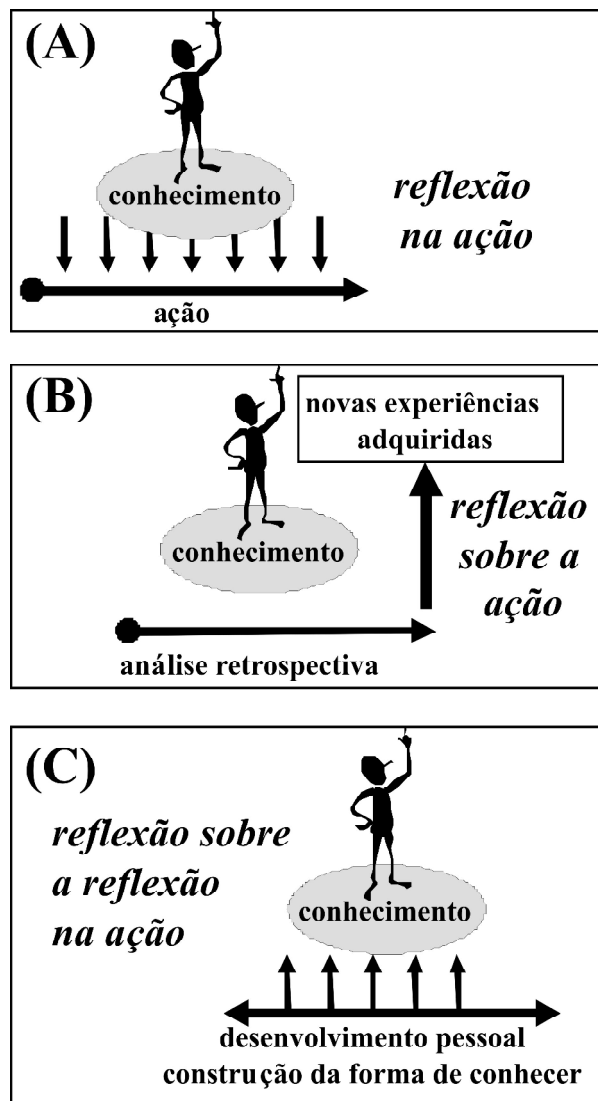 (A)
conhecimento
reflexão
na ação
ação
(B)
novas experiências
adquiridas
conhecimento
reflexão
sobre a
ação
análise retrospectiva
(C)
reflexão sobre
a reflexão
na ação
conhecimento
desenvolvimento pessoal
construção da forma de conhecer